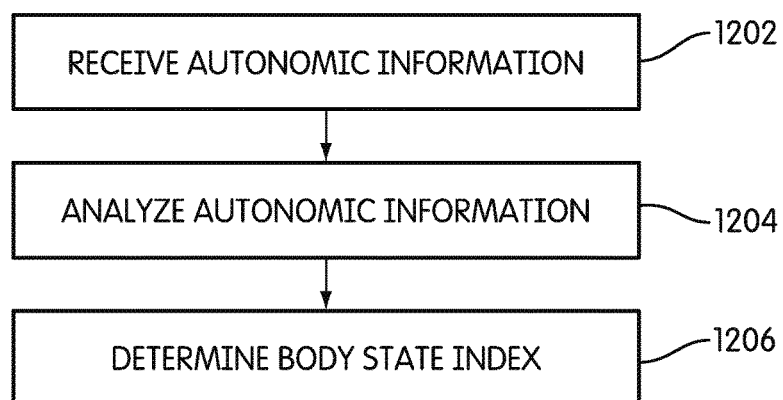 RECEIVE AUTONOMIC INFORMATION
1202
ANALYZE AUTONOMIC INFORMATION
1204
DETERMINE BODY STATE INDEX
1206